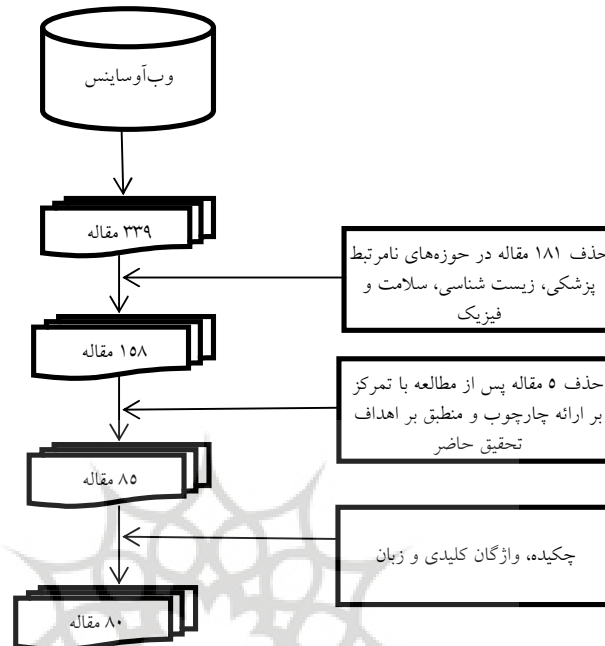 وب‌آوساینس
۳۳۹ مقاله
حذف ۱۸۱ مقاله در حوزه‌های نامرتبط
پزشکی، زیست شناسی، سلامت و
فیزیک
۱۵۸ مقاله
حذف ۵ مقاله پس از مطالعه با تمرکز
بر ارائه چارچوب و منطبق بر اهداف
تحقیق حاضر
۸۵ مقاله
چکیده، واژگان کلیدی و زبان
۸۰ مقاله